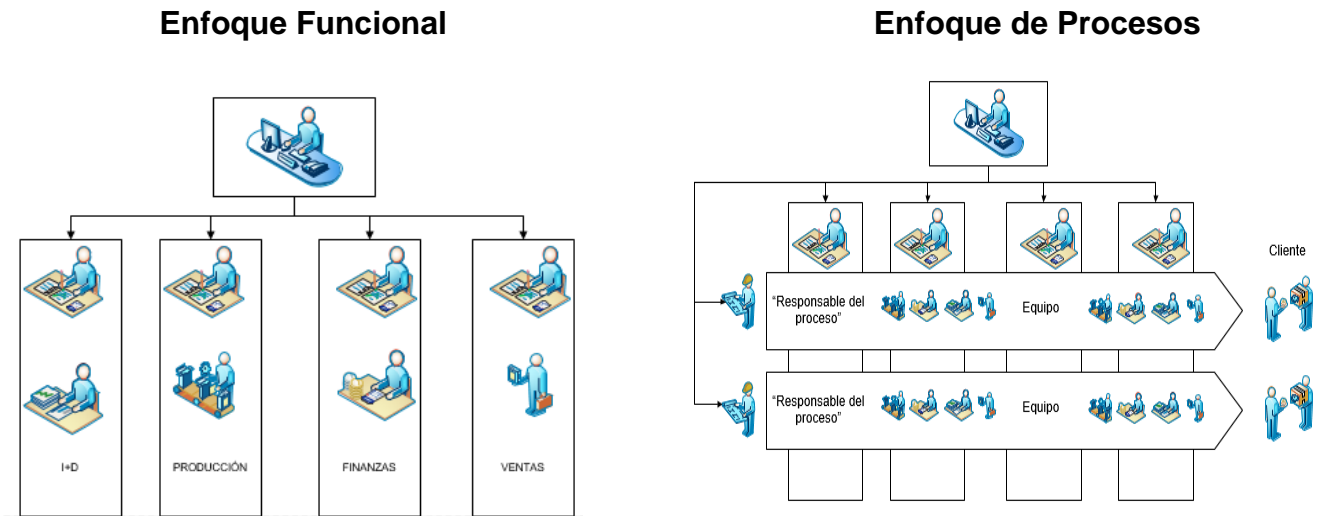 Enfoque Funcional
I+D
PRODUCCIÓN
FINANZAS
VENTAS
Enfoque de Procesos
Cliente
“Responsable del
proceso”
Equipo
“Responsable del
proceso”
Equipo